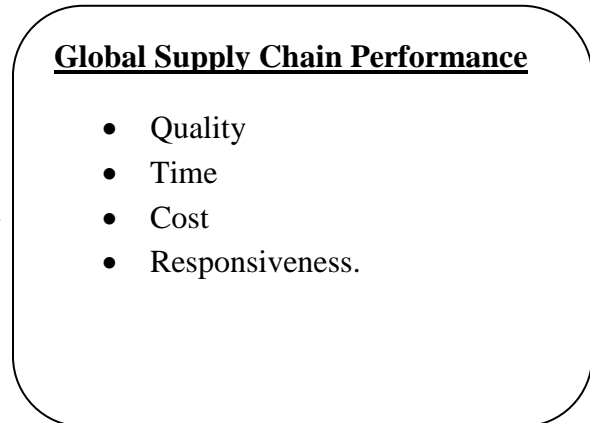 Global Supply Chain Performance
• Quality
• Time
• Cost
• Responsiveness.